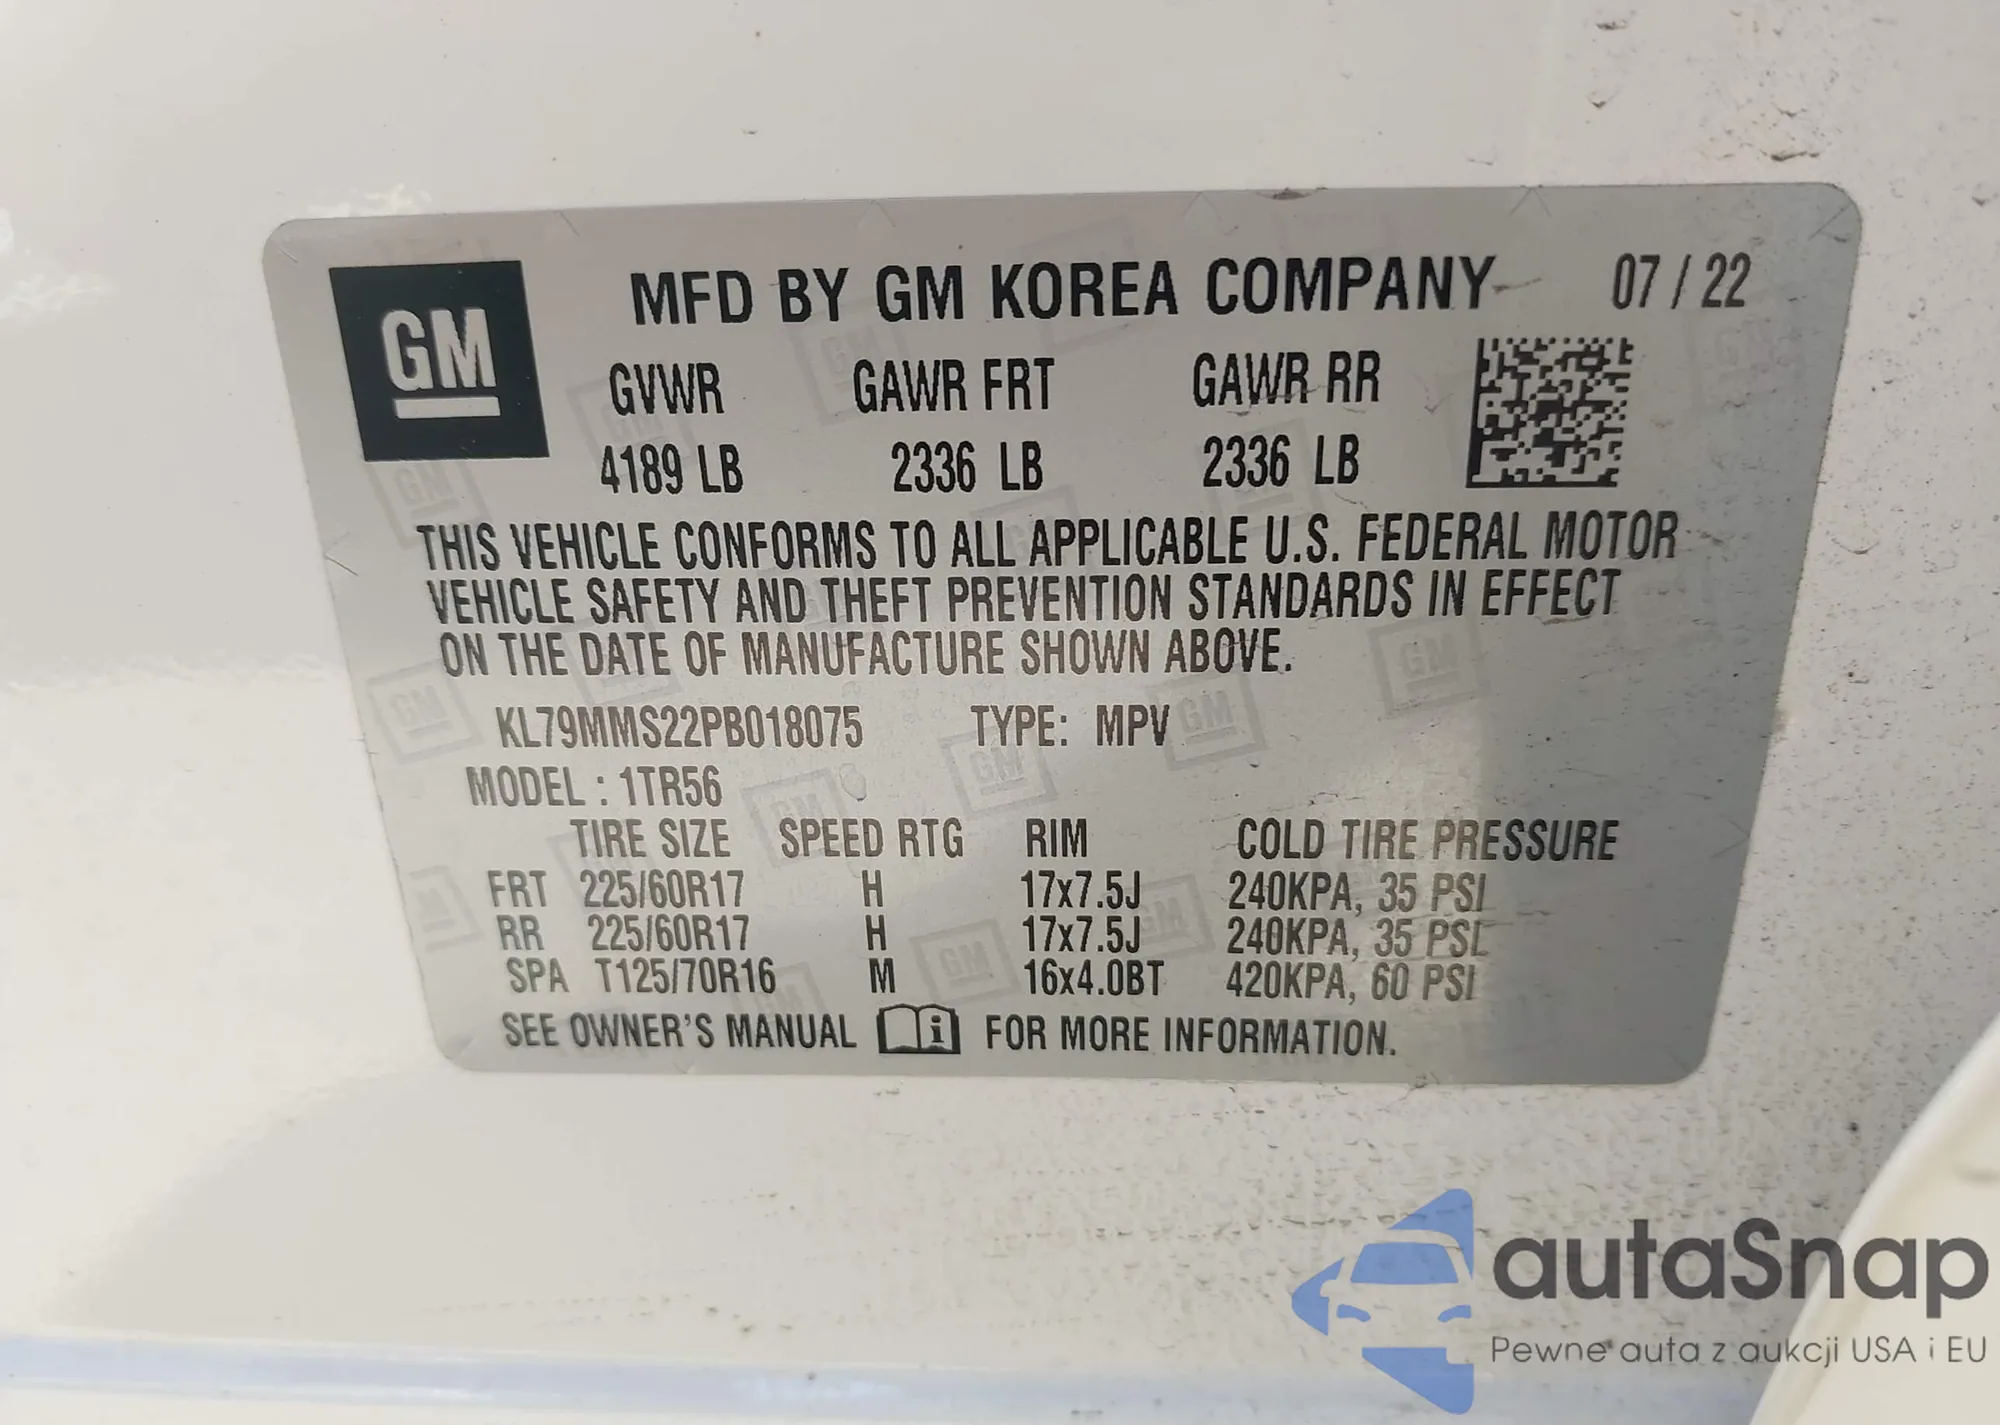 GM
MFD BY GM KOREA COMPANY 07 / 22
GVWR GAWR FRT GAWR RR
4189 LB 2336 LB 2336 LB
THIS VEHICLE CONFORMS TO ALL APPLICABLE U.S. FEDERAL MOTOR
VEHICLE SAFETY AND THEFT PREVENTION STANDARDS IN EFFECT
ON THE DATE OF MANUFACTURE SHOWN ABOVE.
KL79MMS22PB018075 TYPE: MPV
MODEL : 1TR56
TIRE SIZE SPEED RTG RIM COLD TIRE PRESSURE
FRT 225/60R17 H 17x7.5J 240KPA, 35 PSI
RR 225/60R17 H 17x7.5J 240KPA, 35 PSI
SPA T125/70R16 M 16x4.0BT 420KPA, 60 PSI
SEE OWNER'S MANUAL i FOR MORE INFORMATION.
autaSnap
Pewne auta z aukcji USA i EU